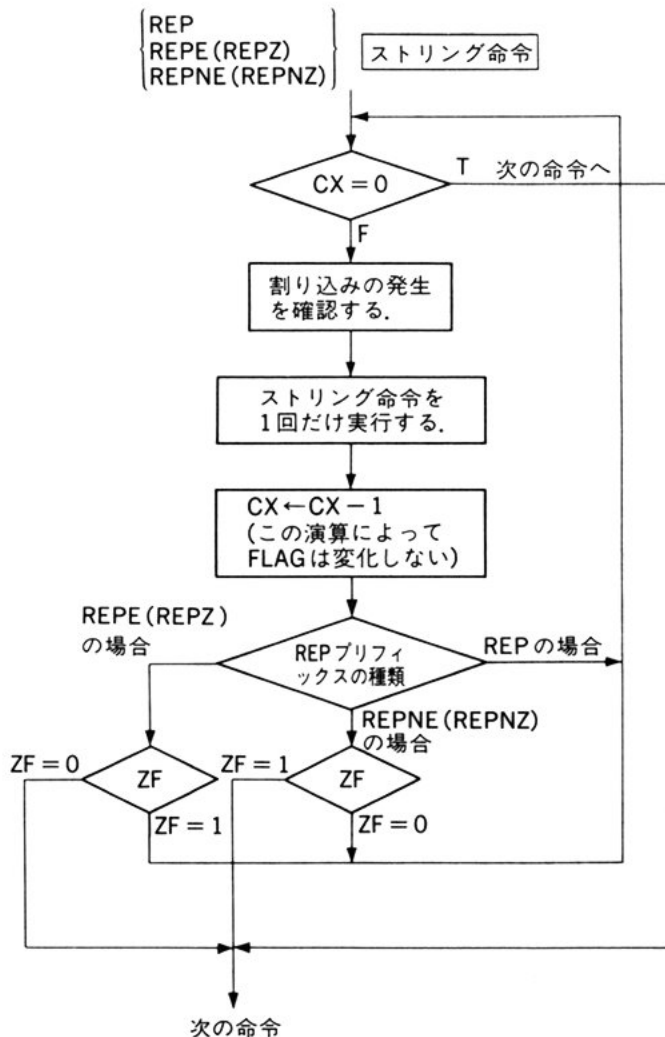 REP
REPE(REPZ)
REPNE(REPNZ)
ストリング命令
CX=0
T 次の命令へ
F
割り込みの発生
を確認する.
ストリング命令を
1回だけ実行する.
CX←CX-1
(この演算によって
FLAGは変化しない)
REPE(REPZ)
の場合
REPプリフィ
ックスの種類
REPの場合
REPNE(REPNZ)
の場合
ZF=0
ZF
ZF=1
ZF=1
ZF
ZF=0
次の命令